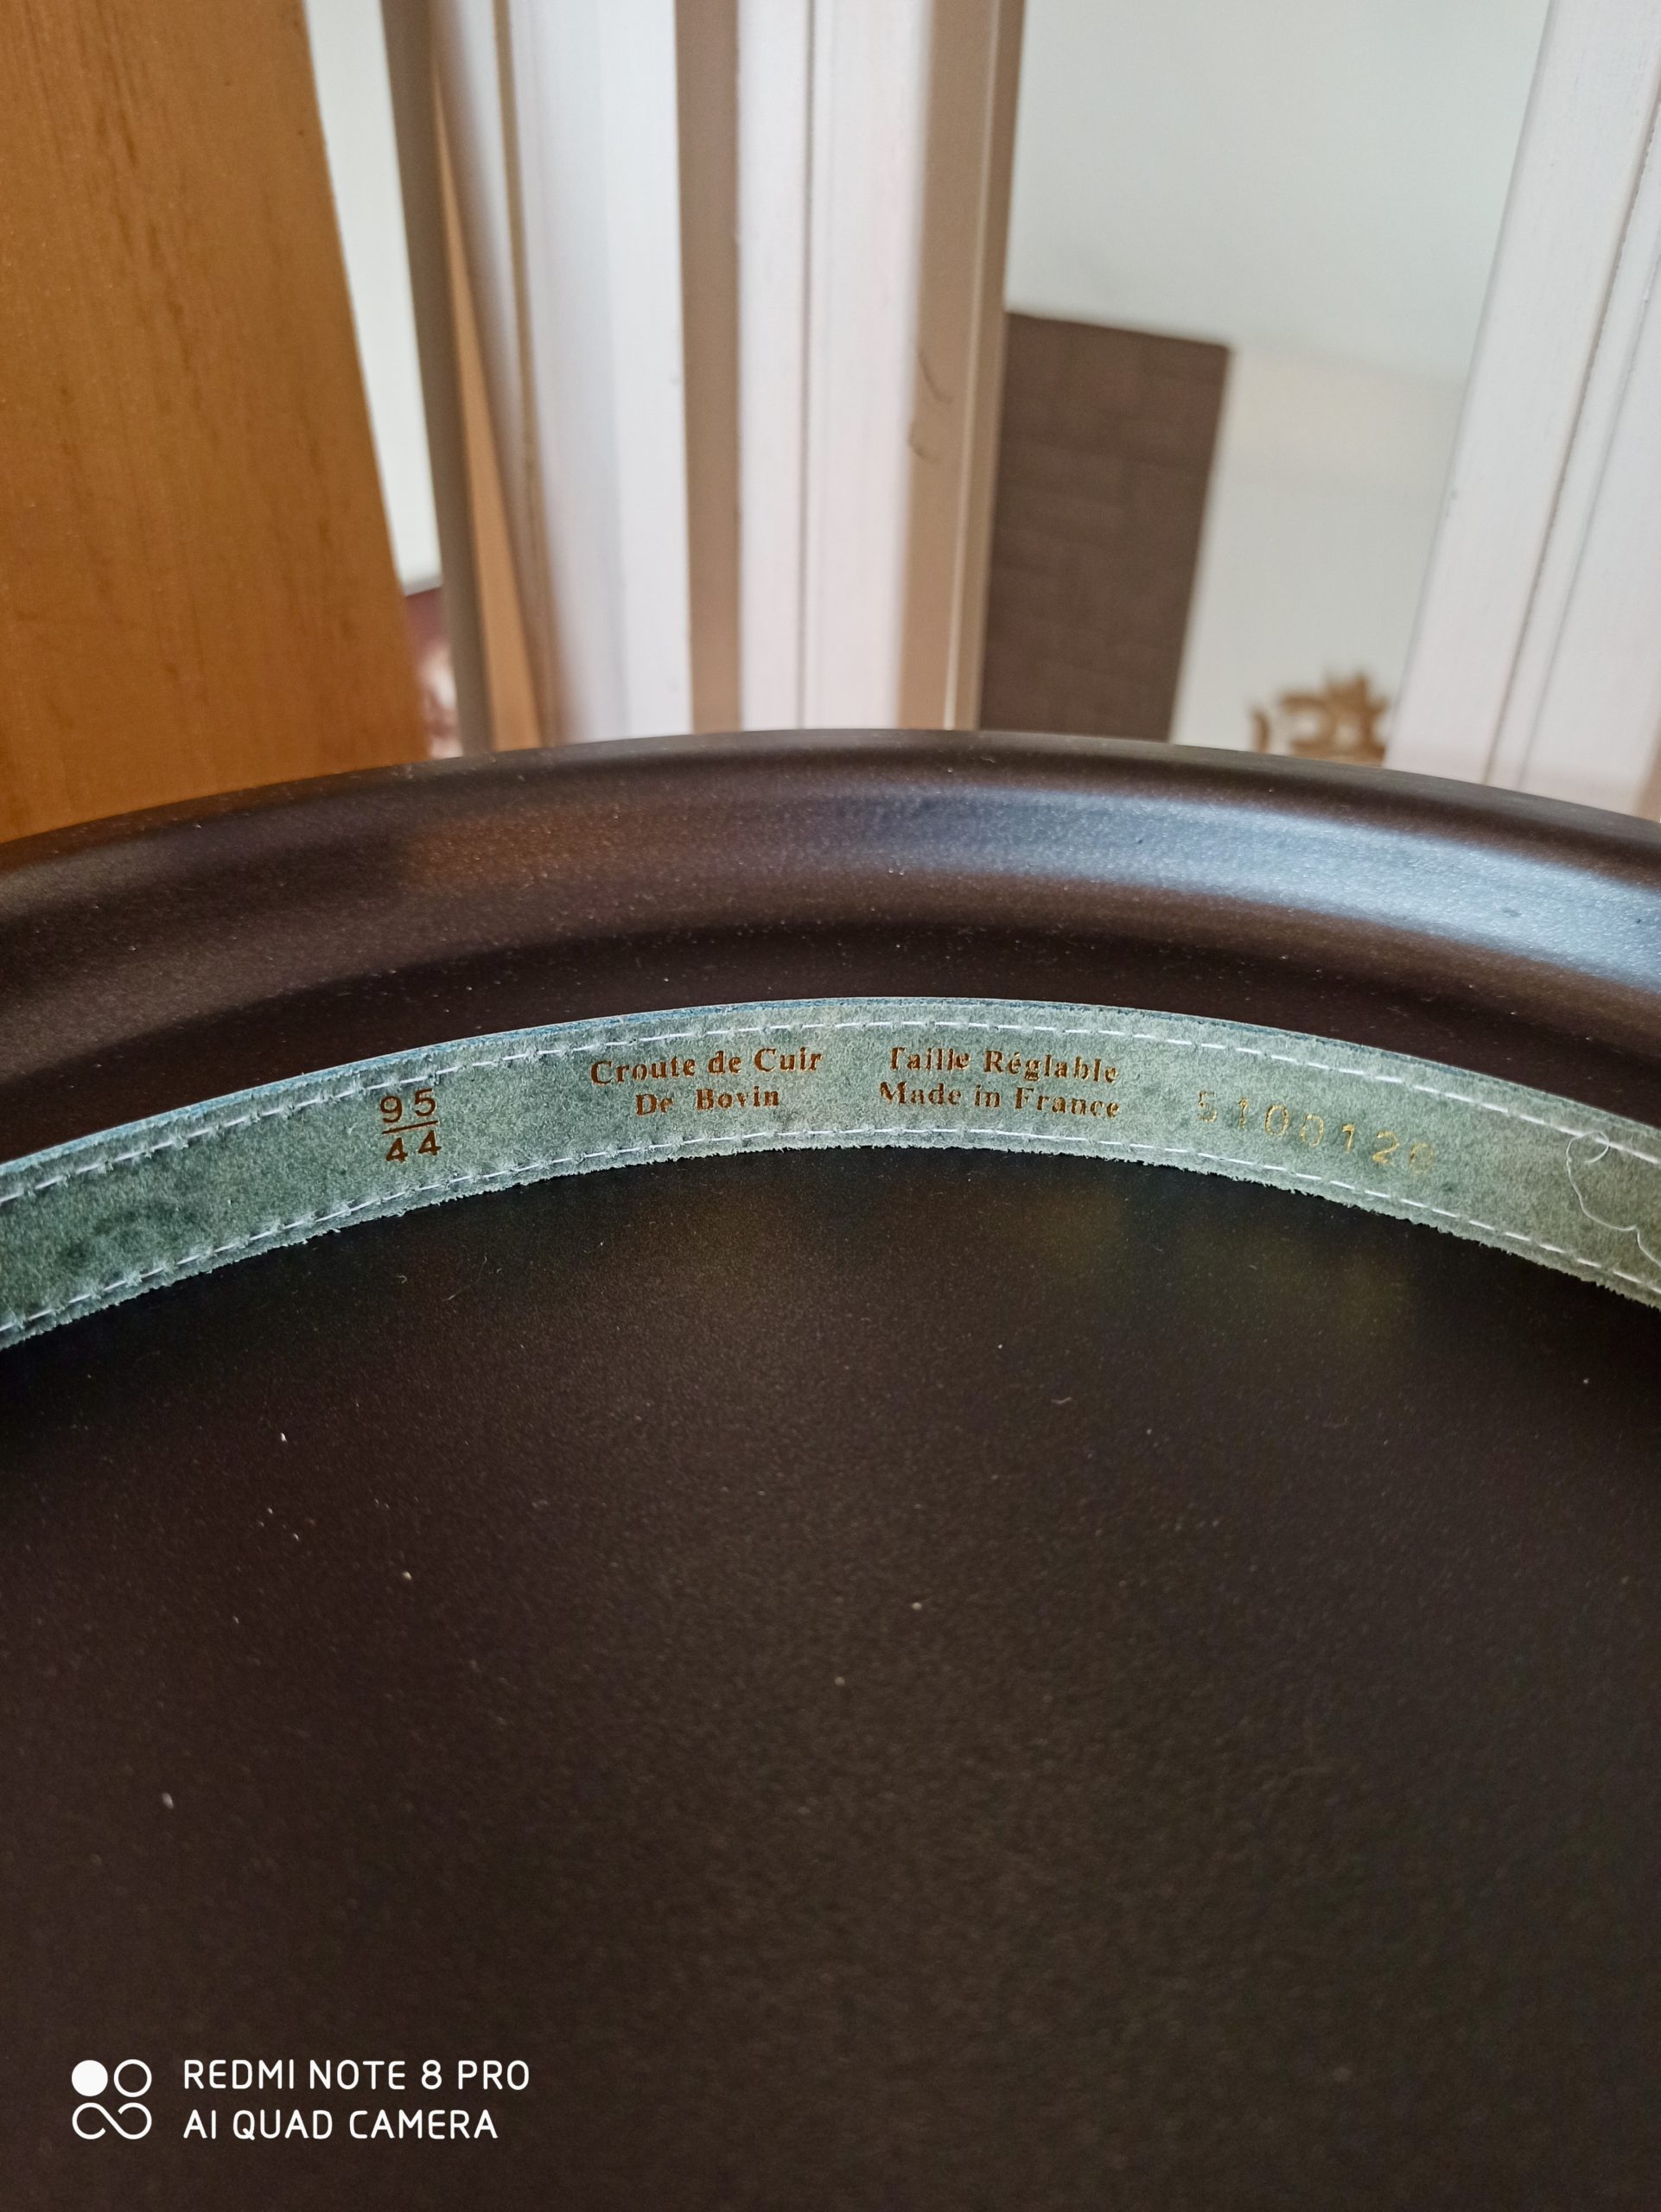 95
44
Croute de Cuir
De Bovin
Taille Réglable
Made in France
REDMI NOTE 8 PRO
AI QUAD CAMERA